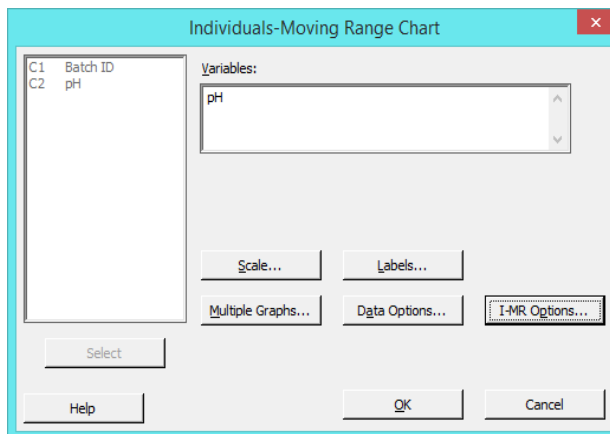 Individuals-Moving Range Chart
C1 Batch ID
C2 pH
Variables:
pH
Scale...
Labels...
Multiple Graphs...
Data Options...
I-MR Options...
Select
Help
OK
Cancel